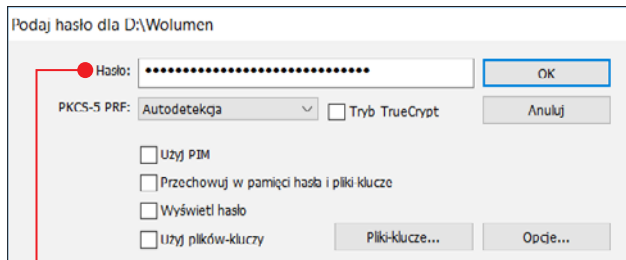 Podaj hasło dla D:\Wolumen
Hasło: ●●●●●●●●●●●●●●●●●●●●●●●●●●●●●● OK
PKCS-5 PRF: Autodetekcja Tryb TrueCrypt Anuluj
Użyj PIM
Przechowuj w pamięci hasła i pliki-klucze
Wyświetl hasło
Użyj plików-kluczy Pliki-klucze... Opcje...